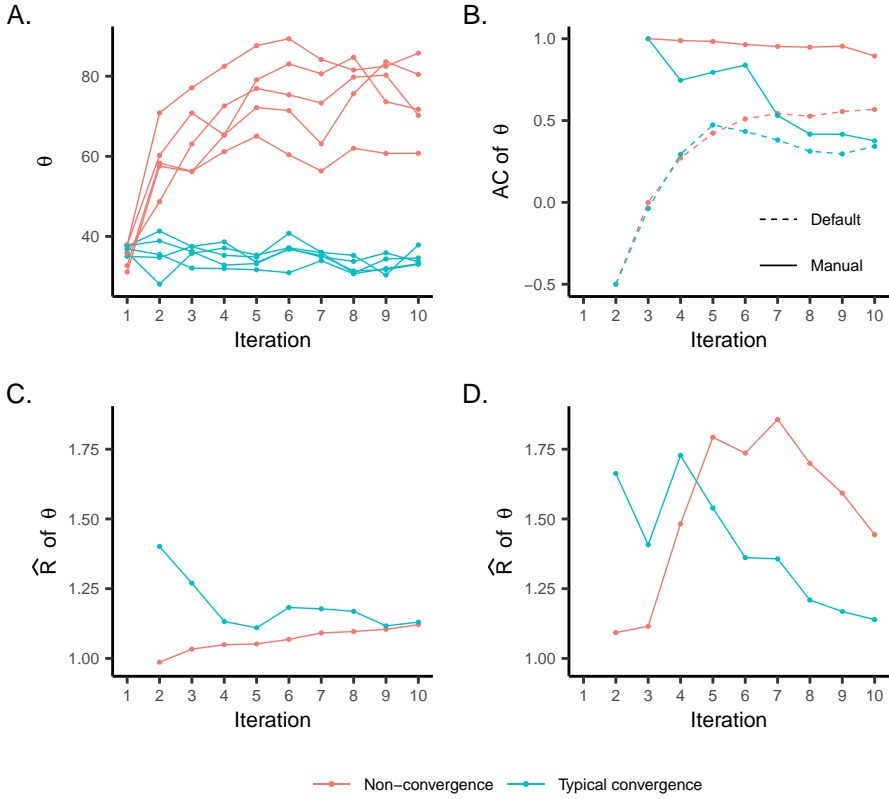 A.
80
60
40
θ
1 2 3 4 5 6 7 8 9 10
Iteration
B.
1.0
0.5
0.0
−0.5
AC of θ
Default
Manual
1 2 3 4 5 6 7 8 9 10
Iteration
C.
1.75
1.50
1.25
1.00
R̂ of θ
1 2 3 4 5 6 7 8 9 10
Iteration
D.
1.75
1.50
1.25
1.00
R̂ of θ
1 2 3 4 5 6 7 8 9 10
Iteration
Non−convergence Typical convergence